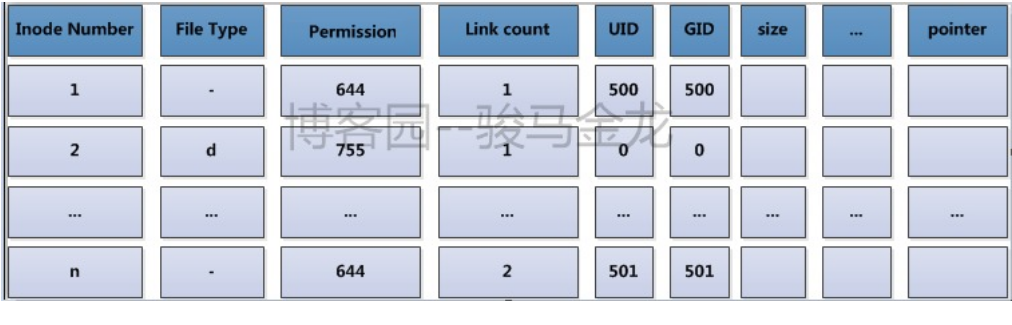 Inode Number File Type Permission Link count UID GID size ... pointer
1 - 644 1 500 500
博客园--骏马金龙
2 d 755 1 0 0
... ... ... ... ... ... ... ... ...
n - 644 2 501 501